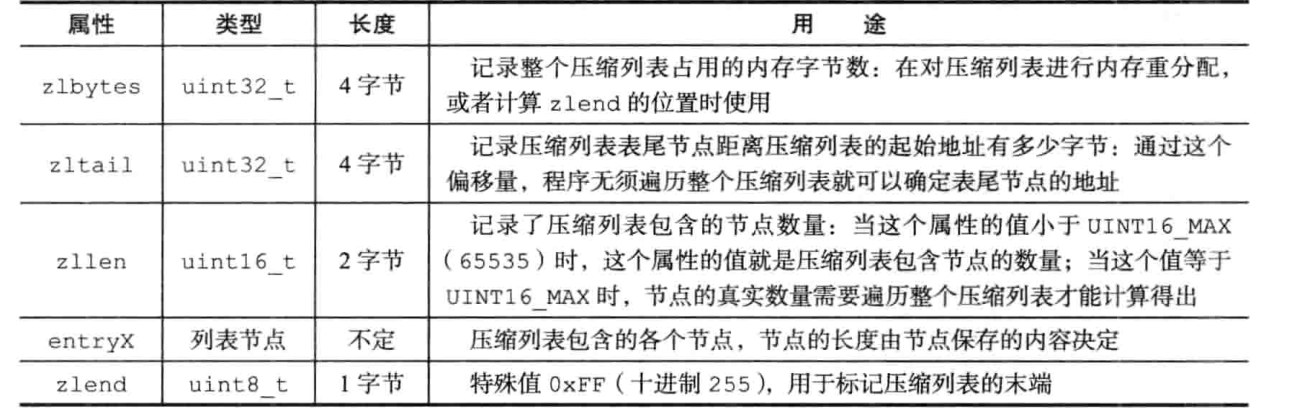 属性 类型 长度 用 途
zlbytes uint32_t 4 字节 记录整个压缩列表占用的内存字节数：在对压缩列表进行内存重分配，
或者计算 zlend 的位置时使用
zltail uint32_t 4 字节 记录压缩列表表尾节点距离压缩列表的起始地址有多少字节：通过这个
偏移量，程序无须遍历整个压缩列表就可以确定表尾节点的地址
zllen uint16_t 2 字节 记录了压缩列表包含的节点数量：当这个属性的值小于 UINT16_MAX
（65535）时，这个属性的值就是压缩列表包含节点的数量；当这个值等于
UINT16_MAX 时，节点的真实数量需要遍历整个压缩列表才能计算得出
entryX 列表节点 不定 压缩列表包含的各个节点，节点的长度由节点保存的内容决定
zlend uint8_t 1 字节 特殊值 0xFF（十进制 255），用于标记压缩列表的末端